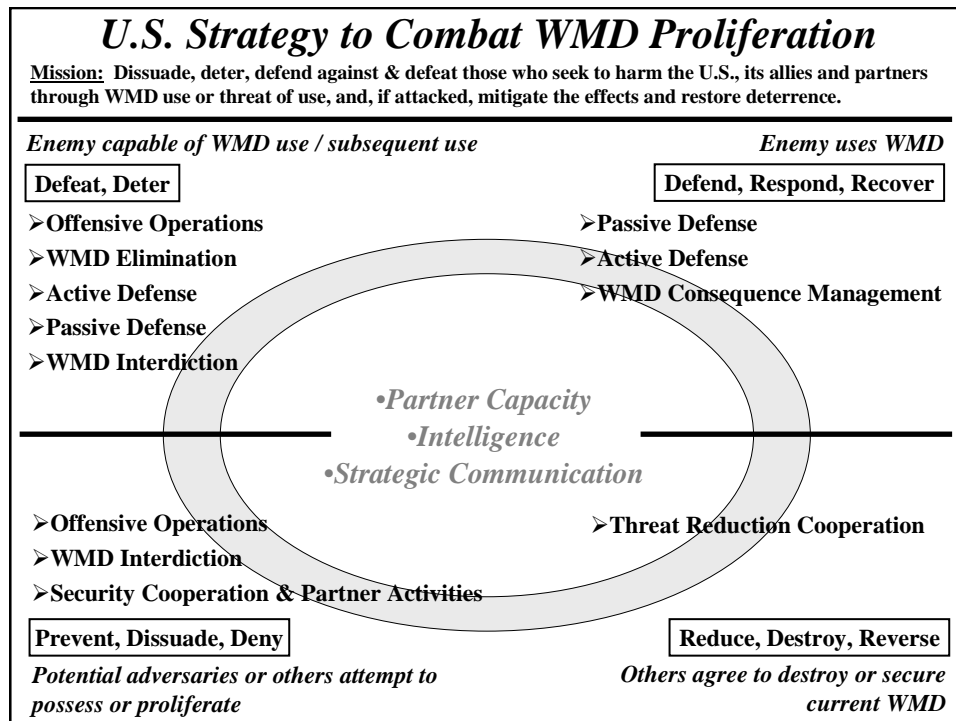 U.S. Strategy to Combat WMD Proliferation
Mission: Dissuade, deter, defend against & defeat those who seek to harm the U.S., its allies and partners
through WMD use or threat of use, and, if attacked, mitigate the effects and restore deterrence.
Enemy capable of WMD use / subsequent use
Defeat, Deter
➢Offensive Operations
➢WMD Elimination
➢Active Defense
➢Passive Defense
➢WMD Interdiction
Enemy uses WMD
Defend, Respond, Recover
➢Passive Defense
➢Active Defense
➢WMD Consequence Management
•Partner Capacity
•Intelligence
•Strategic Communication
➢Offensive Operations
➢WMD Interdiction
➢Security Cooperation & Partner Activities
Prevent, Dissuade, Deny
Potential adversaries or others attempt to
possess or proliferate
➢Threat Reduction Cooperation
Reduce, Destroy, Reverse
Others agree to destroy or secure
current WMD